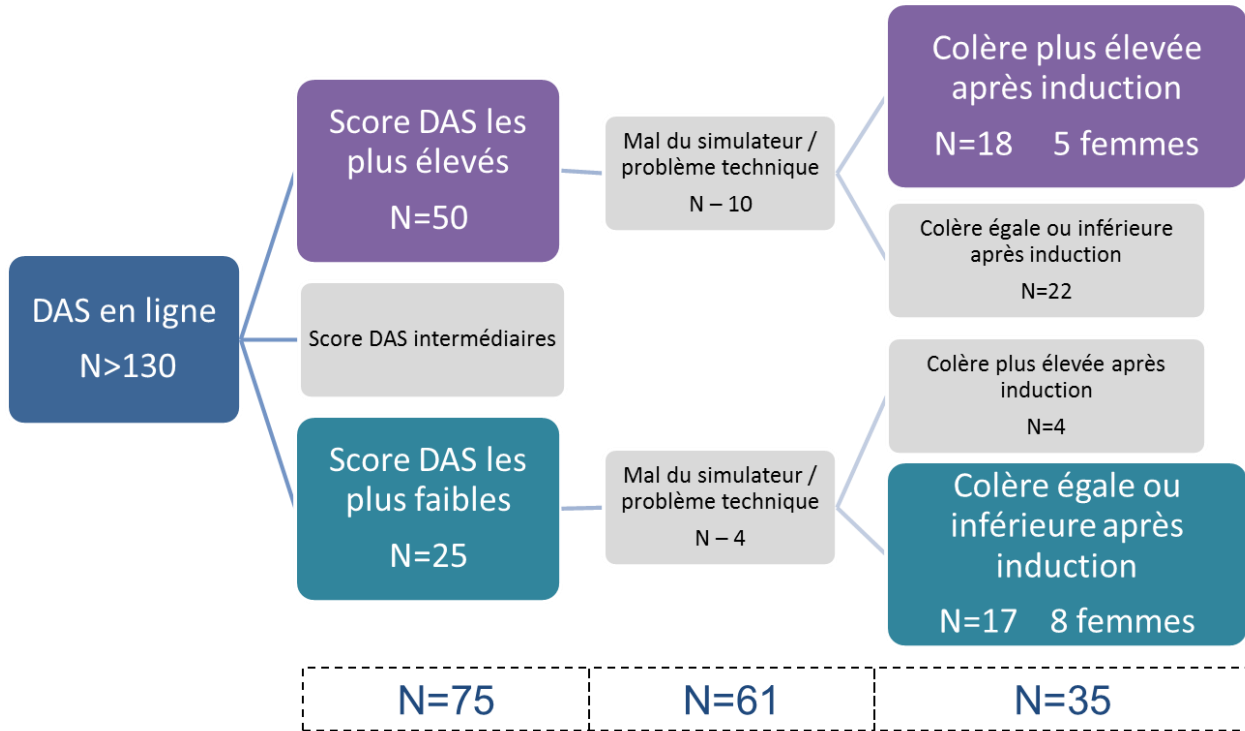 DAS en ligne
N>130
Score DAS les
plus élevés
N=50
Score DAS intermédiaires
Score DAS les
plus faibles
N=25
Mal du simulateur /
problème technique
N – 10
Mal du simulateur /
problème technique
N – 4
Colère plus élevée
après induction
N=18 5 femmes
Colère égale ou inférieure
après induction
N=22
Colère plus élevée après
induction
N=4
Colère égale ou
inférieure après
induction
N=17 8 femmes
N=75
N=61
N=35